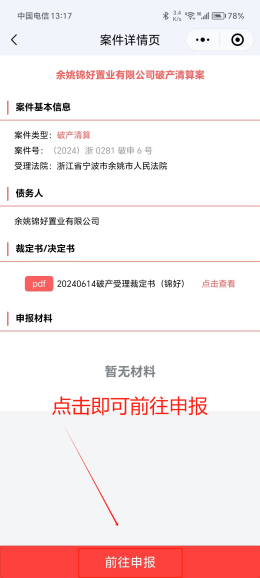 中国电信 13:17
3.4 K/s
78%
案件详情页
余姚锦好置业有限公司破产清算案
案件基本信息
案件类型： 破产清算
案件号： （2024）浙 0281 破申 6 号
受理法院： 浙江省宁波市余姚市人民法院
债务人
余姚锦好置业有限公司
裁定书/决定书
pdf 20240614破产受理裁定书（锦好） 点击查看
申报材料
暂无材料
点击即可前往申报
前往申报